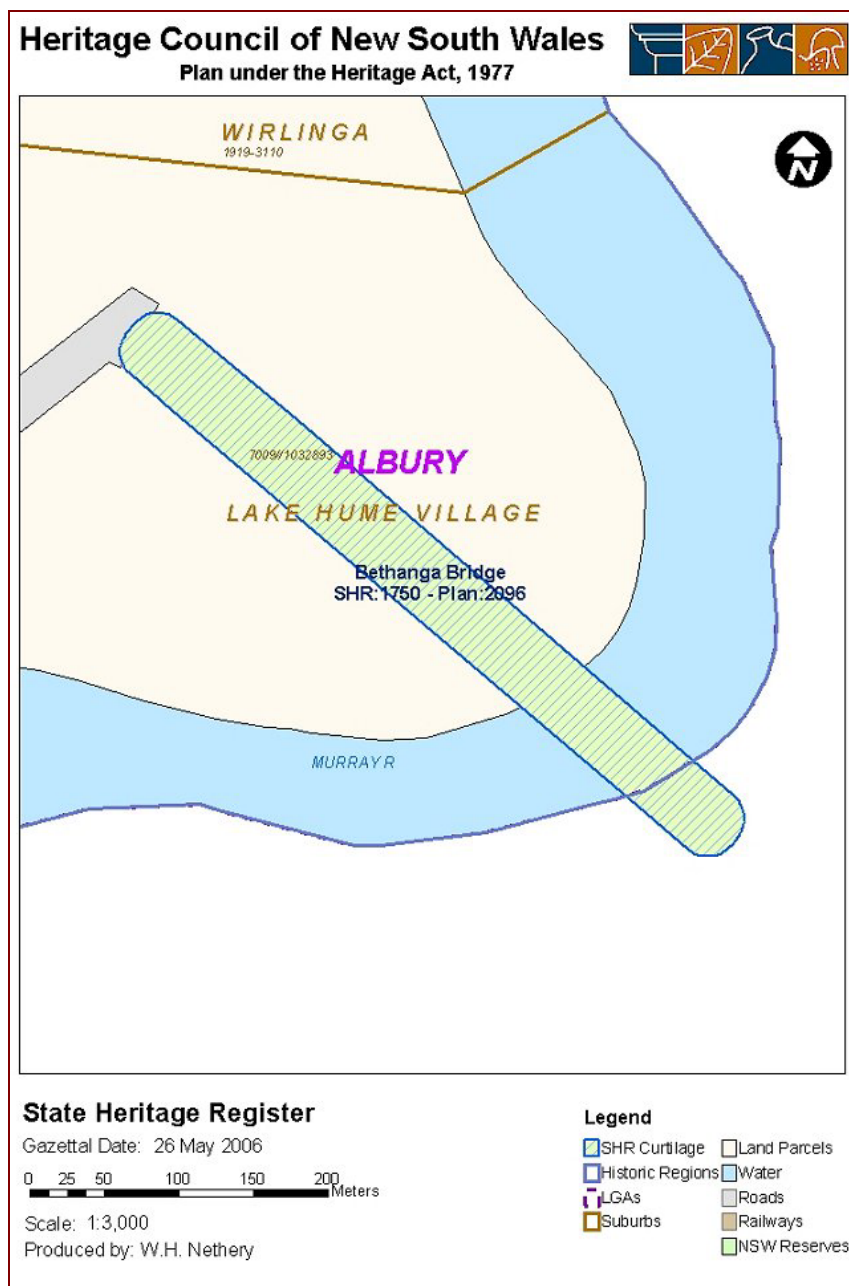 Heritage Council of New South Wales
Plan under the Heritage Act, 1977
WIRLINGA
1919-3110
N
7009//1032893
ALBURY
LAKE HUME VILLAGE
Bethanga Bridge
SHR:1750 - Plan:2096
MURRAY R
State Heritage Register
Gazettal Date: 26 May 2006
0 25 50 100 150 200
Meters
Scale: 1:3,000
Produced by: W.H. Nethery
Legend
SHR Curtilage
Land Parcels
Historic Regions
Water
LGAs
Roads
Suburbs
Railways
NSW Reserves